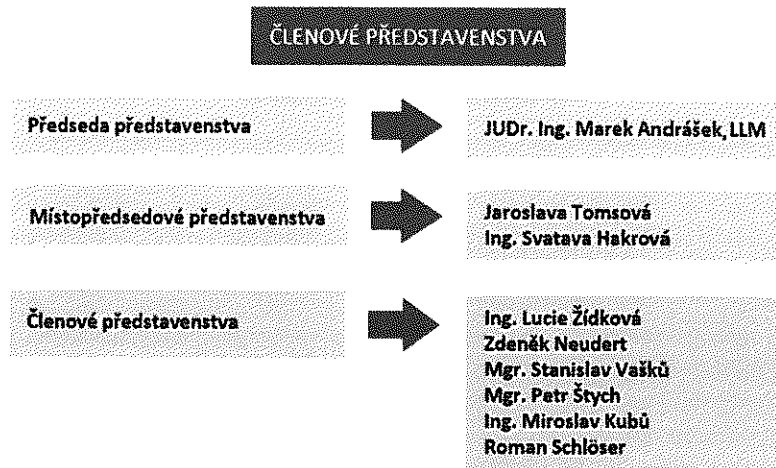 ČLENOVÉ PŘEDSTAVENSTVA
Předseda představenstva
JUDr. Ing. Marek Andrášek, LLM
Místopředsedové představenstva
Jaroslava Tomsová
Ing. Svatava Hakrová
Členové představenstva
Ing. Lucie Žídková
Zdeněk Neudert
Mgr. Stanislav Vašků
Mgr. Petr Štych
Ing. Miroslav Kubů
Roman Schlöser